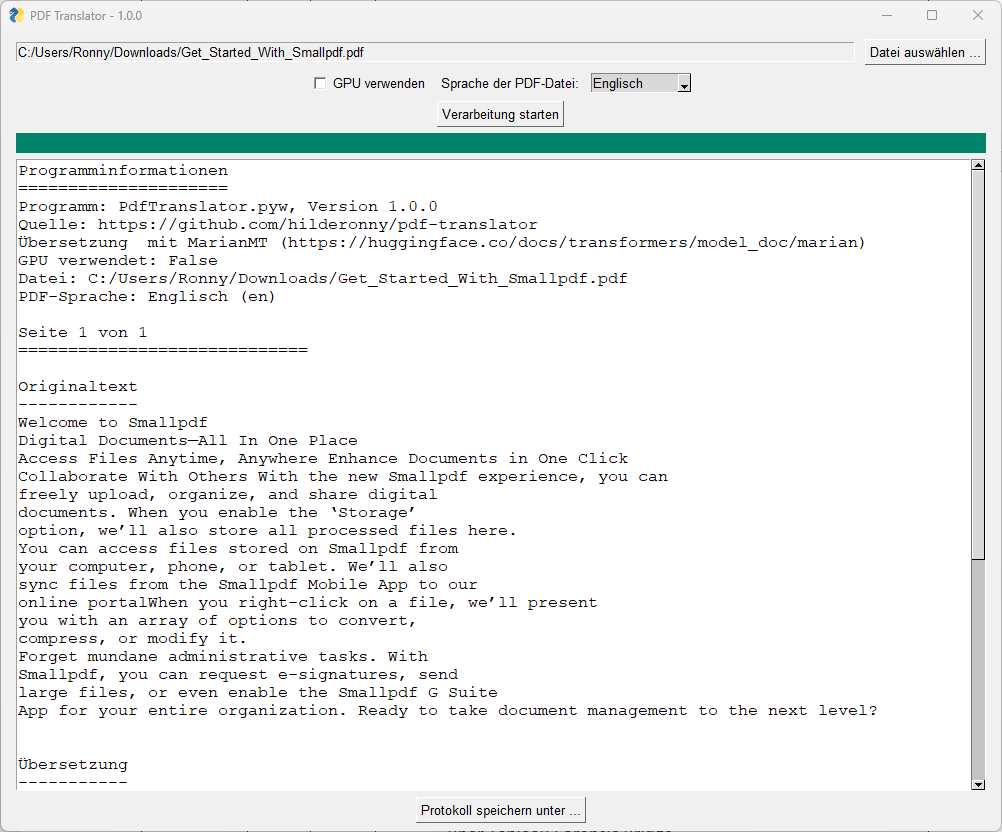 PDF Translator - 1.0.0
C:/Users/Ronny/Downloads/Get_Started_With_Smallpdf.pdf
Datei auswählen ...
GPU verwenden Sprache der PDF-Datei: Englisch
Verarbeitung starten
Programminformationen
=====================
Programm: PdfTranslator.pyw, Version 1.0.0
Quelle: https://github.com/hilderonny/pdf-translator
Übersetzung  mit MarianMT (https://huggingface.co/docs/transformers/model_doc/marian)
GPU verwendet: False
Datei: C:/Users/Ronny/Downloads/Get_Started_With_Smallpdf.pdf
PDF-Sprache: Englisch (en)
Seite 1 von 1
=============================
Originaltext
------------
Welcome to Smallpdf
Digital Documents—All In One Place
Access Files Anytime, Anywhere Enhance Documents in One Click
Collaborate With Others With the new Smallpdf experience, you can
freely upload, organize, and share digital
documents. When you enable the ‘Storage’
option, we’ll also store all processed files here.
You can access files stored on Smallpdf from
your computer, phone, or tablet. We’ll also
sync files from the Smallpdf Mobile App to our
online portalWhen you right-click on a file, we’ll present
you with an array of options to convert,
compress, or modify it.
Forget mundane administrative tasks. With
Smallpdf, you can request e-signatures, send
large files, or even enable the Smallpdf G Suite
App for your entire organization. Ready to take document management to the next level?
Übersetzung
-----------
Protokoll speichern unter ...